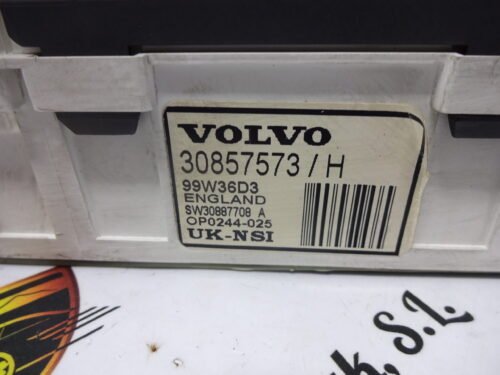 VOLVO
30857573/H
99W36D3
ENGLAND
SW30887708 A
OP0244-025
UK-NSI
S.L.